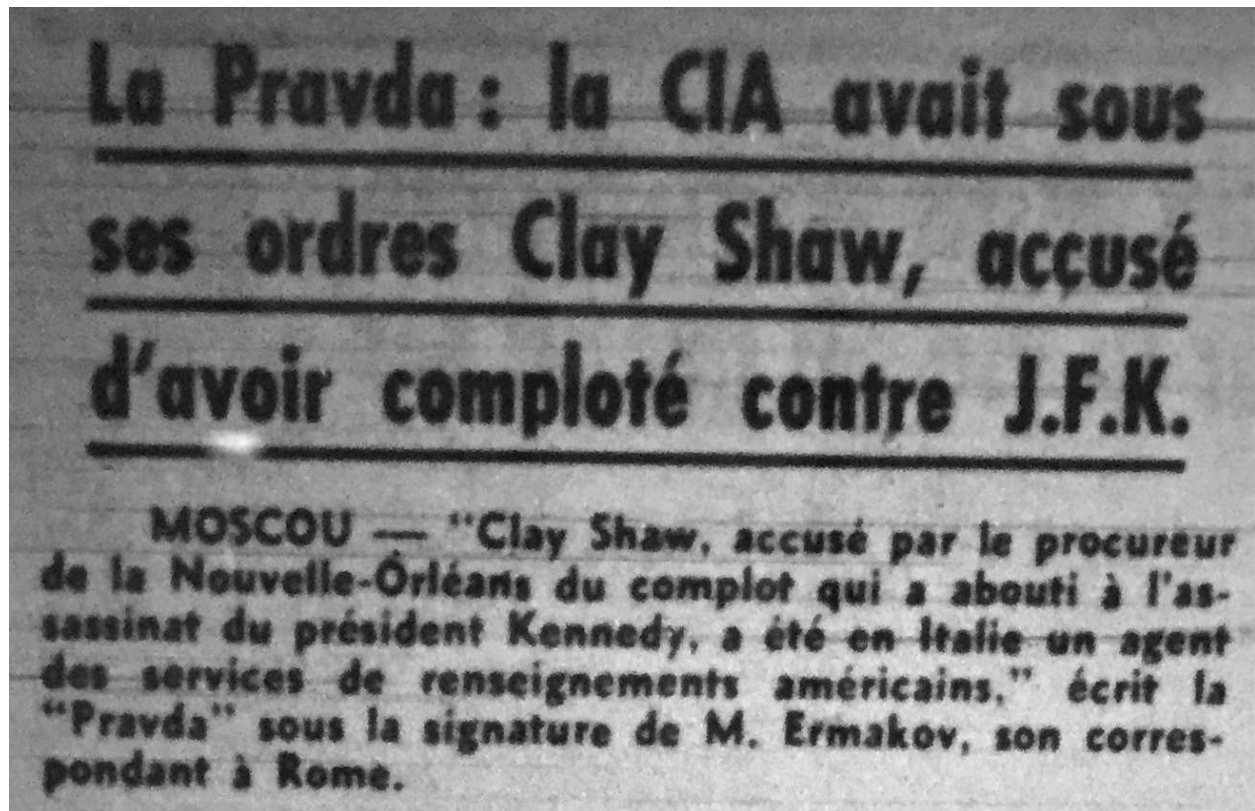 La Pravda : la CIA avait sous
ses ordres Clay Shaw, accusé
d'avoir comploté contre J.F.K.
MOSCOU — "Clay Shaw, accusé par le procureur
de la Nouvelle-Orléans du complot qui a abouti à l'as-
sassinat du président Kennedy, a été en Italie un agent
des services de renseignements américains," écrit la
"Pravda" sous la signature de M. Ermakov, son corres-
pondant à Rome.